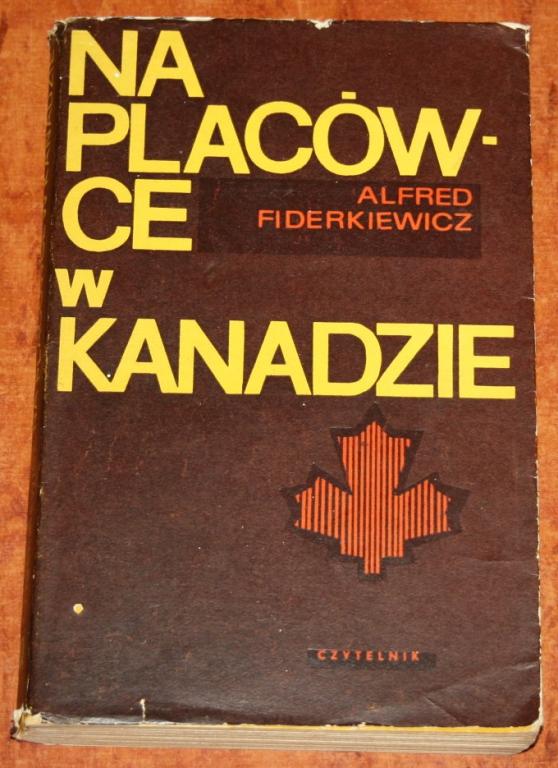 NA
PLACÓW-
CE
ALFRED
FIDERKIEWICZ
w
KANADZIE
CZYTELNIK